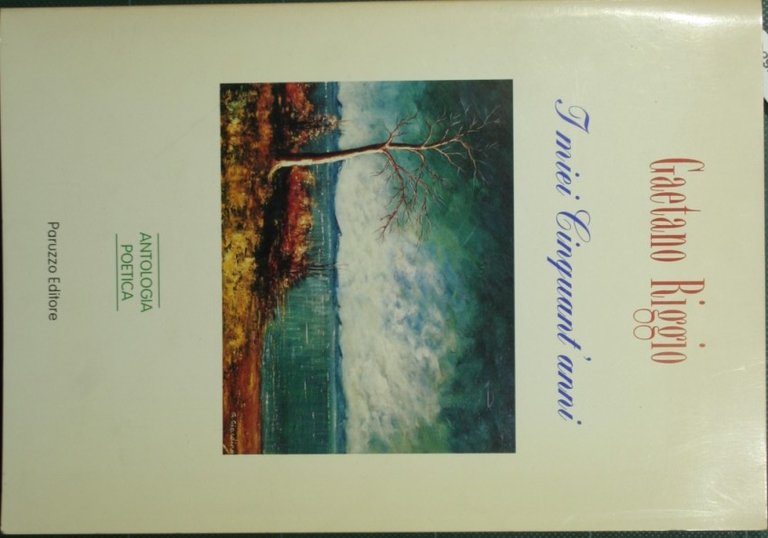 Gaetano Riggio
I miei Cinquant'anni
ANTOLOGIA
POETICA
Paruzzo Editore